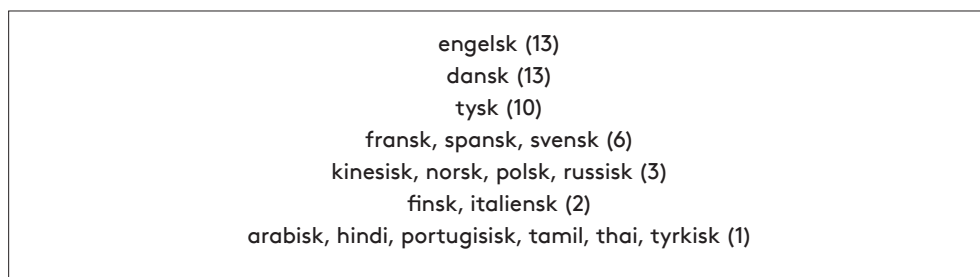 engelsk (13)
dansk (13)
tysk (10)
fransk, spansk, svensk (6)
kinesisk, norsk, polsk, russisk (3)
finsk, italiensk (2)
arabisk, hindi, portugisisk, tamil, thai, tyrkisk (1)